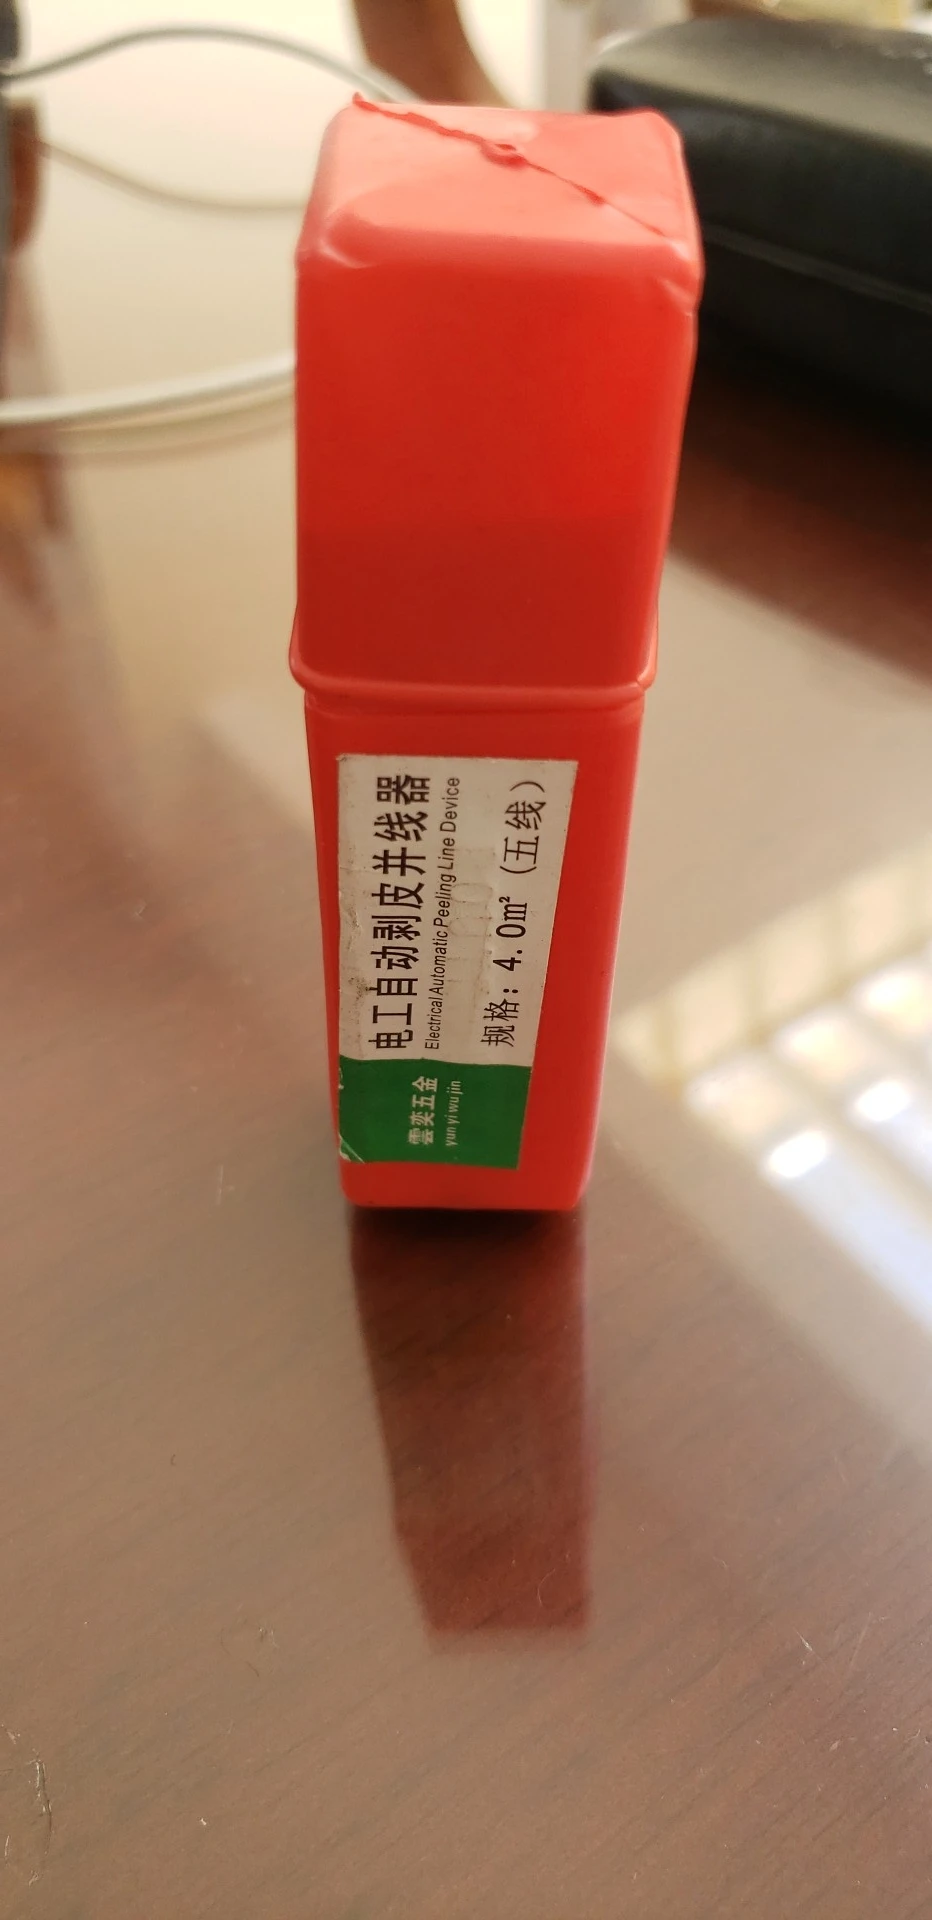 电工自动剥皮并线器
Electrical Automatic Peeling Line Device
规格：4.0㎡（五线）
雲奕五金
yun yi wu jin